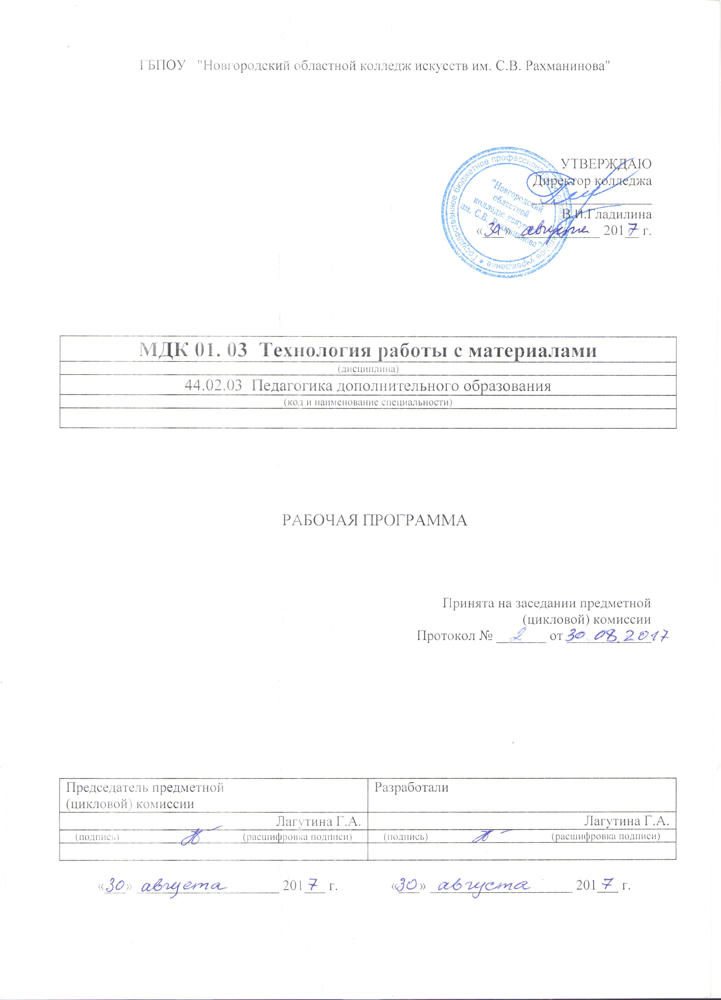 ГБПОУ "Новгородский областной колледж искусств им. С.В. Рахманинова"
УТВЕРЖДАЮ
Директор колледжа
В.И.Гладилина
«30» августа 2017 г.
Государственное бюджетное профессиональное образовательное учреждение *
"Новгородский
областной
колледж искусств
им. С.В. Рахманинова"
МДК 01. 03 Технология работы с материалами
(дисциплина)
44.02.03 Педагогика дополнительного образования
(код и наименование специальности)
РАБОЧАЯ ПРОГРАММА
Принята на заседании предметной
(цикловой) комиссии
Протокол № 2 от 30.08.2017
Председатель предметной
(цикловой) комиссии
Разработали
Лагутина Г.А. Лагутина Г.А.
(подпись) (расшифровка подписи) (подпись) (расшифровка подписи)
«30» августа 2017 г. «30» августа 2017 г.